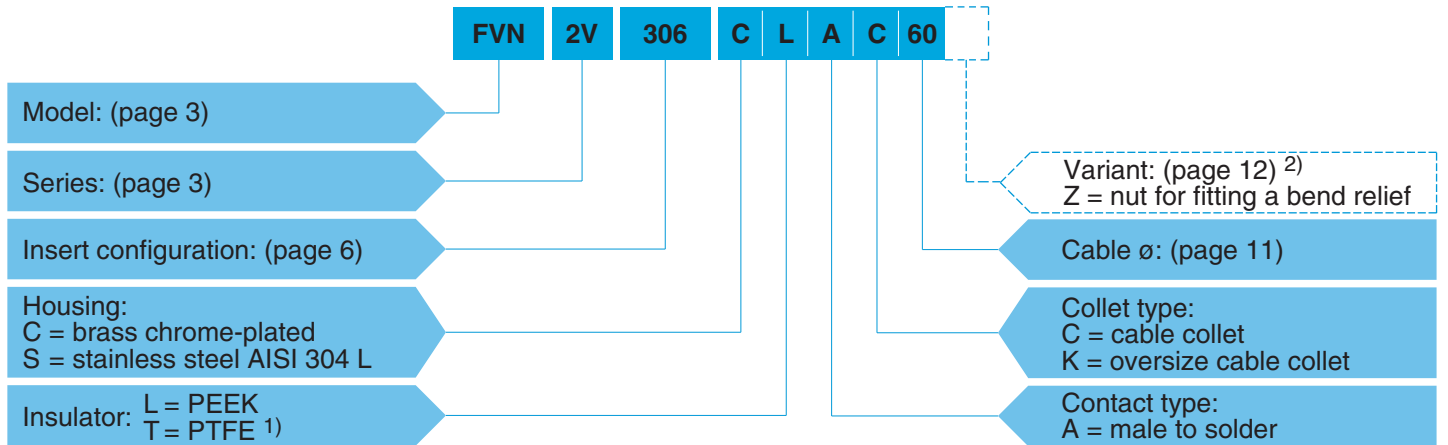 FVN 2V 306 C L A C 60
Model: (page 3)
Series: (page 3)
Insert configuration: (page 6)
Housing:
C = brass chrome-plated
S = stainless steel AISI 304 L
Insulator: L = PEEK
T = PTFE 1)
Variant: (page 12) 2)
Z = nut for fitting a bend relief
Cable ø: (page 11)
Collet type:
C = cable collet
K = oversize cable collet
Contact type:
A = male to solder